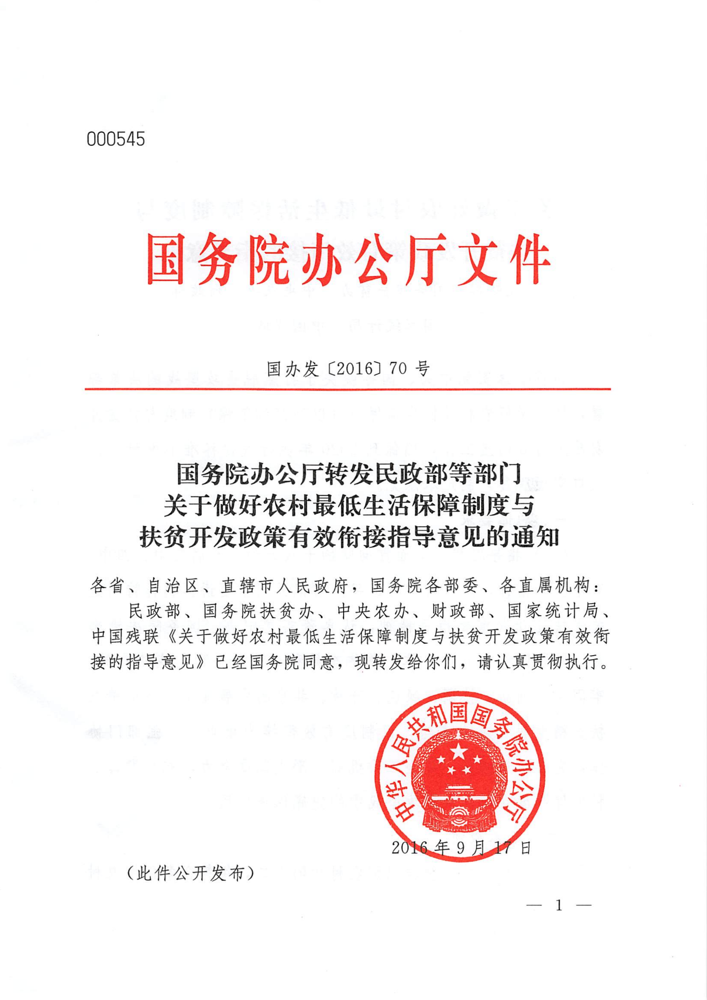 000545
国务院办公厅文件
国办发〔2016〕70 号
国务院办公厅转发民政部等部门
关于做好农村最低生活保障制度与
扶贫开发政策有效衔接指导意见的通知
各省、自治区、直辖市人民政府，国务院各部委、各直属机构：
民政部、国务院扶贫办、中央农办、财政部、国家统计局、
中国残联《关于做好农村最低生活保障制度与扶贫开发政策有效衔
接的指导意见》已经国务院同意，现转发给你们，请认真贯彻执行。
中华人民共和国国务院办公厅
2016 年 9 月 17 日
（此件公开发布）
— 1 —